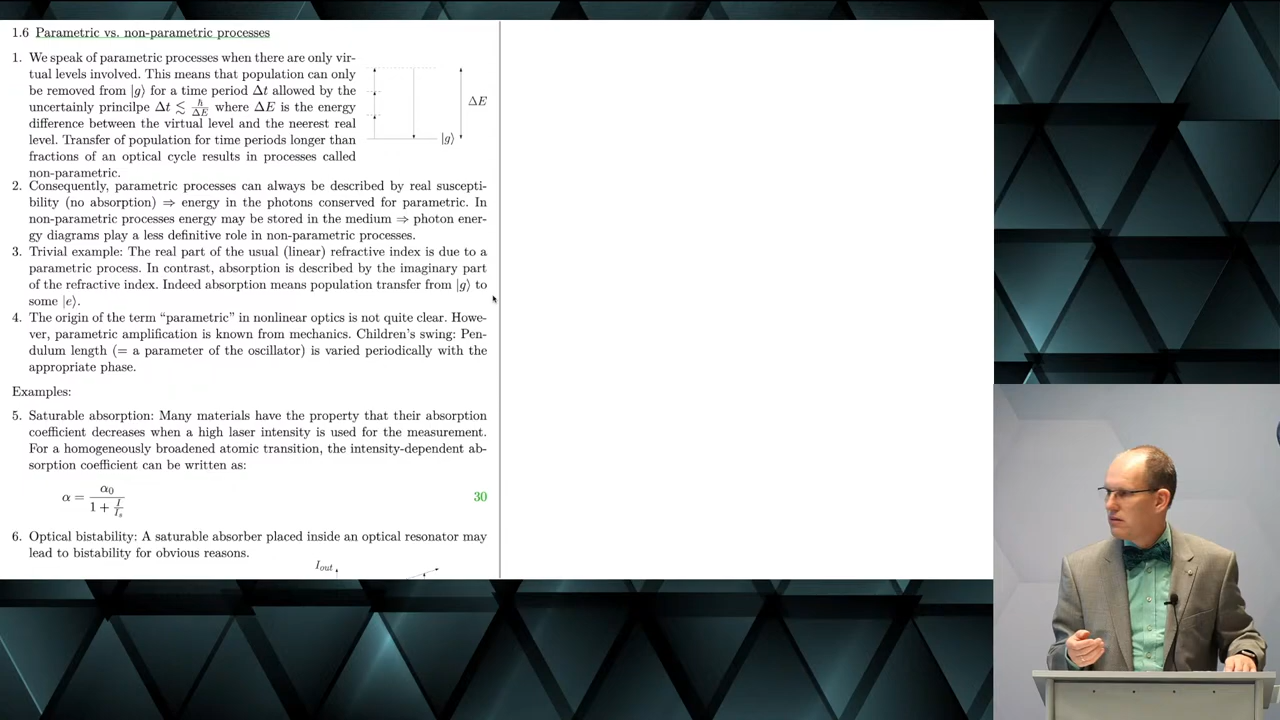 1.6 Parametric vs. non-parametric processes
1. We speak of parametric processes when there are only vir-
tual levels involved. This means that population can only
be removed from |g⟩ for a time period Δt allowed by the
uncertainly princilpe Δt ≲ ħ/ΔE where ΔE is the energy
difference between the virtual level and the neerest real
level. Transfer of population for time periods longer than
fractions of an optical cycle results in processes called
non-parametric.
ΔE
|g⟩
2. Consequently, parametric processes can always be described by real suscepti-
bility (no absorption) ⇒ energy in the photons conserved for parametric. In
non-parametric processes energy may be stored in the medium ⇒ photon ener-
gy diagrams play a less definitive role in non-parametric processes.
3. Trivial example: The real part of the usual (linear) refractive index is due to a
parametric process. In contrast, absorption is described by the imaginary part
of the refractive index. Indeed absorption means population transfer from |g⟩ to
some |e⟩.
4. The origin of the term “parametric” in nonlinear optics is not quite clear. Howe-
ver, parametric amplification is known from mechanics. Children’s swing: Pen-
dulum length (= a parameter of the oscillator) is varied periodically with the
appropriate phase.
Examples:
5. Saturable absorption: Many materials have the property that their absorption
coefficient decreases when a high laser intensity is used for the measurement.
For a homogeneously broadened atomic transition, the intensity-dependent ab-
sorption coefficient can be written as:
α = α₀ / (1 + I/Iₛ) 30
6. Optical bistability: A saturable absorber placed inside an optical resonator may
lead to bistability for obvious reasons.
I_out